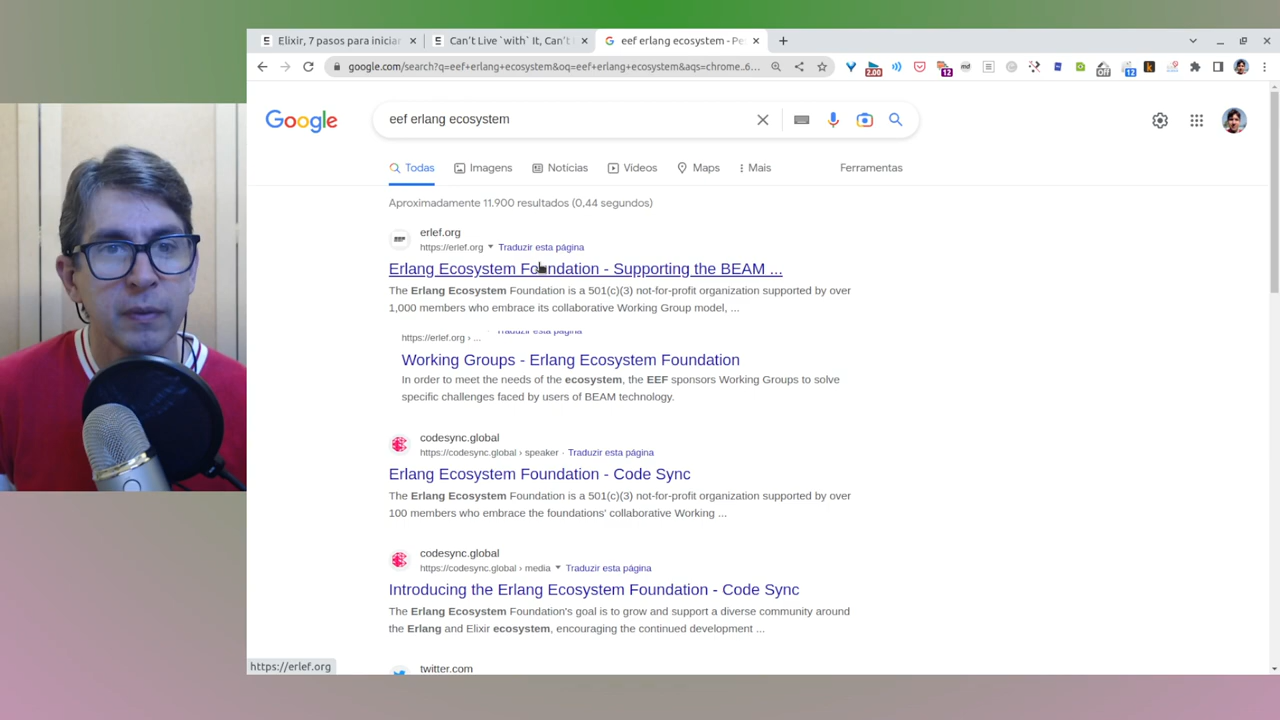 Elixir, 7 pasos para iniciar
Can't Live `with` It, Can't
eef erlang ecosystem - Pe
google.com/search?q=eef+erlang+ecosystem&oq=eef+erlang+ecosystem&aqs=chrome..6...
2.00
12
Off
12
Google
eef erlang ecosystem
Todas
Imagens
Notícias
Vídeos
Maps
Mais
Ferramentas
Aproximadamente 11.900 resultados (0,44 segundos)
erlef.org
https://erlef.org Traduzir esta página
Erlang Ecosystem Foundation - Supporting the BEAM ...
The Erlang Ecosystem Foundation is a 501(c)(3) not-for-profit organization supported by over
1,000 members who embrace its collaborative Working Group model, ...
Traduzir esta página
https://erlef.org › ...
Working Groups - Erlang Ecosystem Foundation
In order to meet the needs of the ecosystem, the EEF sponsors Working Groups to solve
specific challenges faced by users of BEAM technology.
codesync.global
https://codesync.global › speaker · Traduzir esta página
Erlang Ecosystem Foundation - Code Sync
The Erlang Ecosystem Foundation is a 501(c)(3) not-for-profit organization supported by over
100 members who embrace the foundations' collaborative Working ...
codesync.global
https://codesync.global › media Traduzir esta página
Introducing the Erlang Ecosystem Foundation - Code Sync
The Erlang Ecosystem Foundation's goal is to grow and support a diverse community around
the Erlang and Elixir ecosystem, encouraging the continued development ...
twitter.com
https://erlef.org